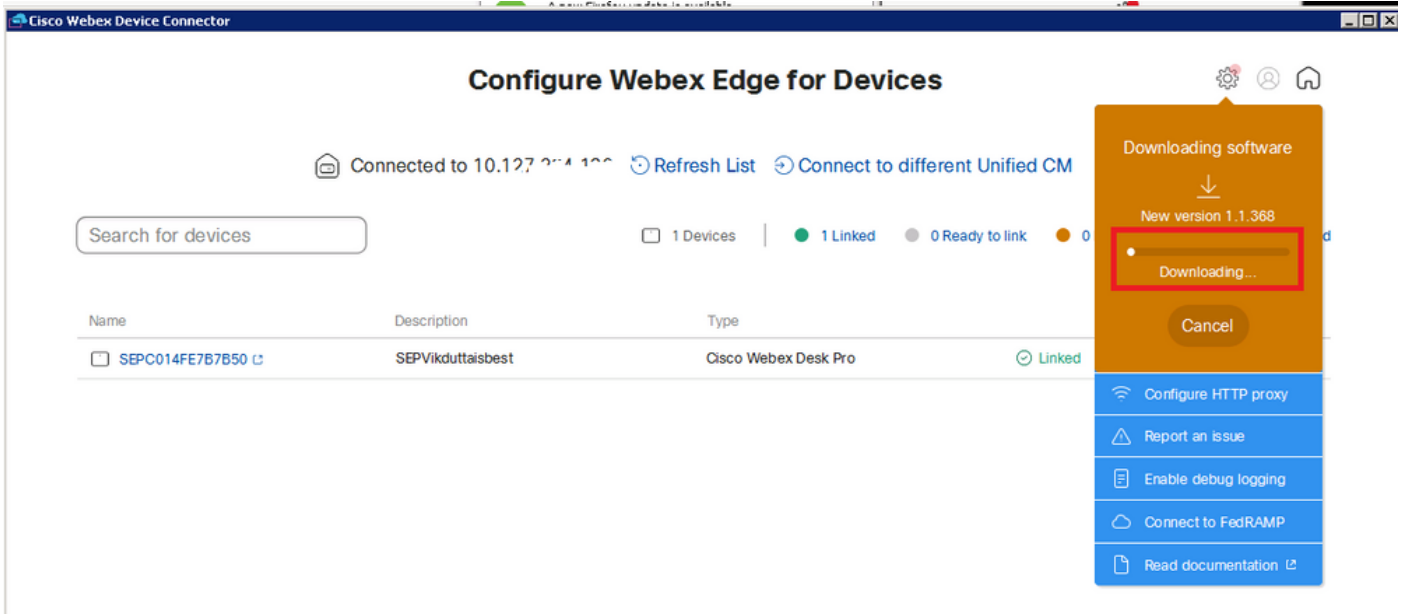 Cisco Webex Device Connector
Configure Webex Edge for Devices
Connected to 10.127. Refresh List Connect to different Unified CM
Search for devices
1 Devices 1 Linked 0 Ready to link 0
Name Description Type
SEPC014FE7B7B50 SEPVikduttaisbest Cisco Webex Desk Pro Linked
Downloading software
New version 1.1.368
Downloading...
Cancel
Configure HTTP proxy
Report an issue
Enable debug logging
Connect to FedRAMP
Read documentation